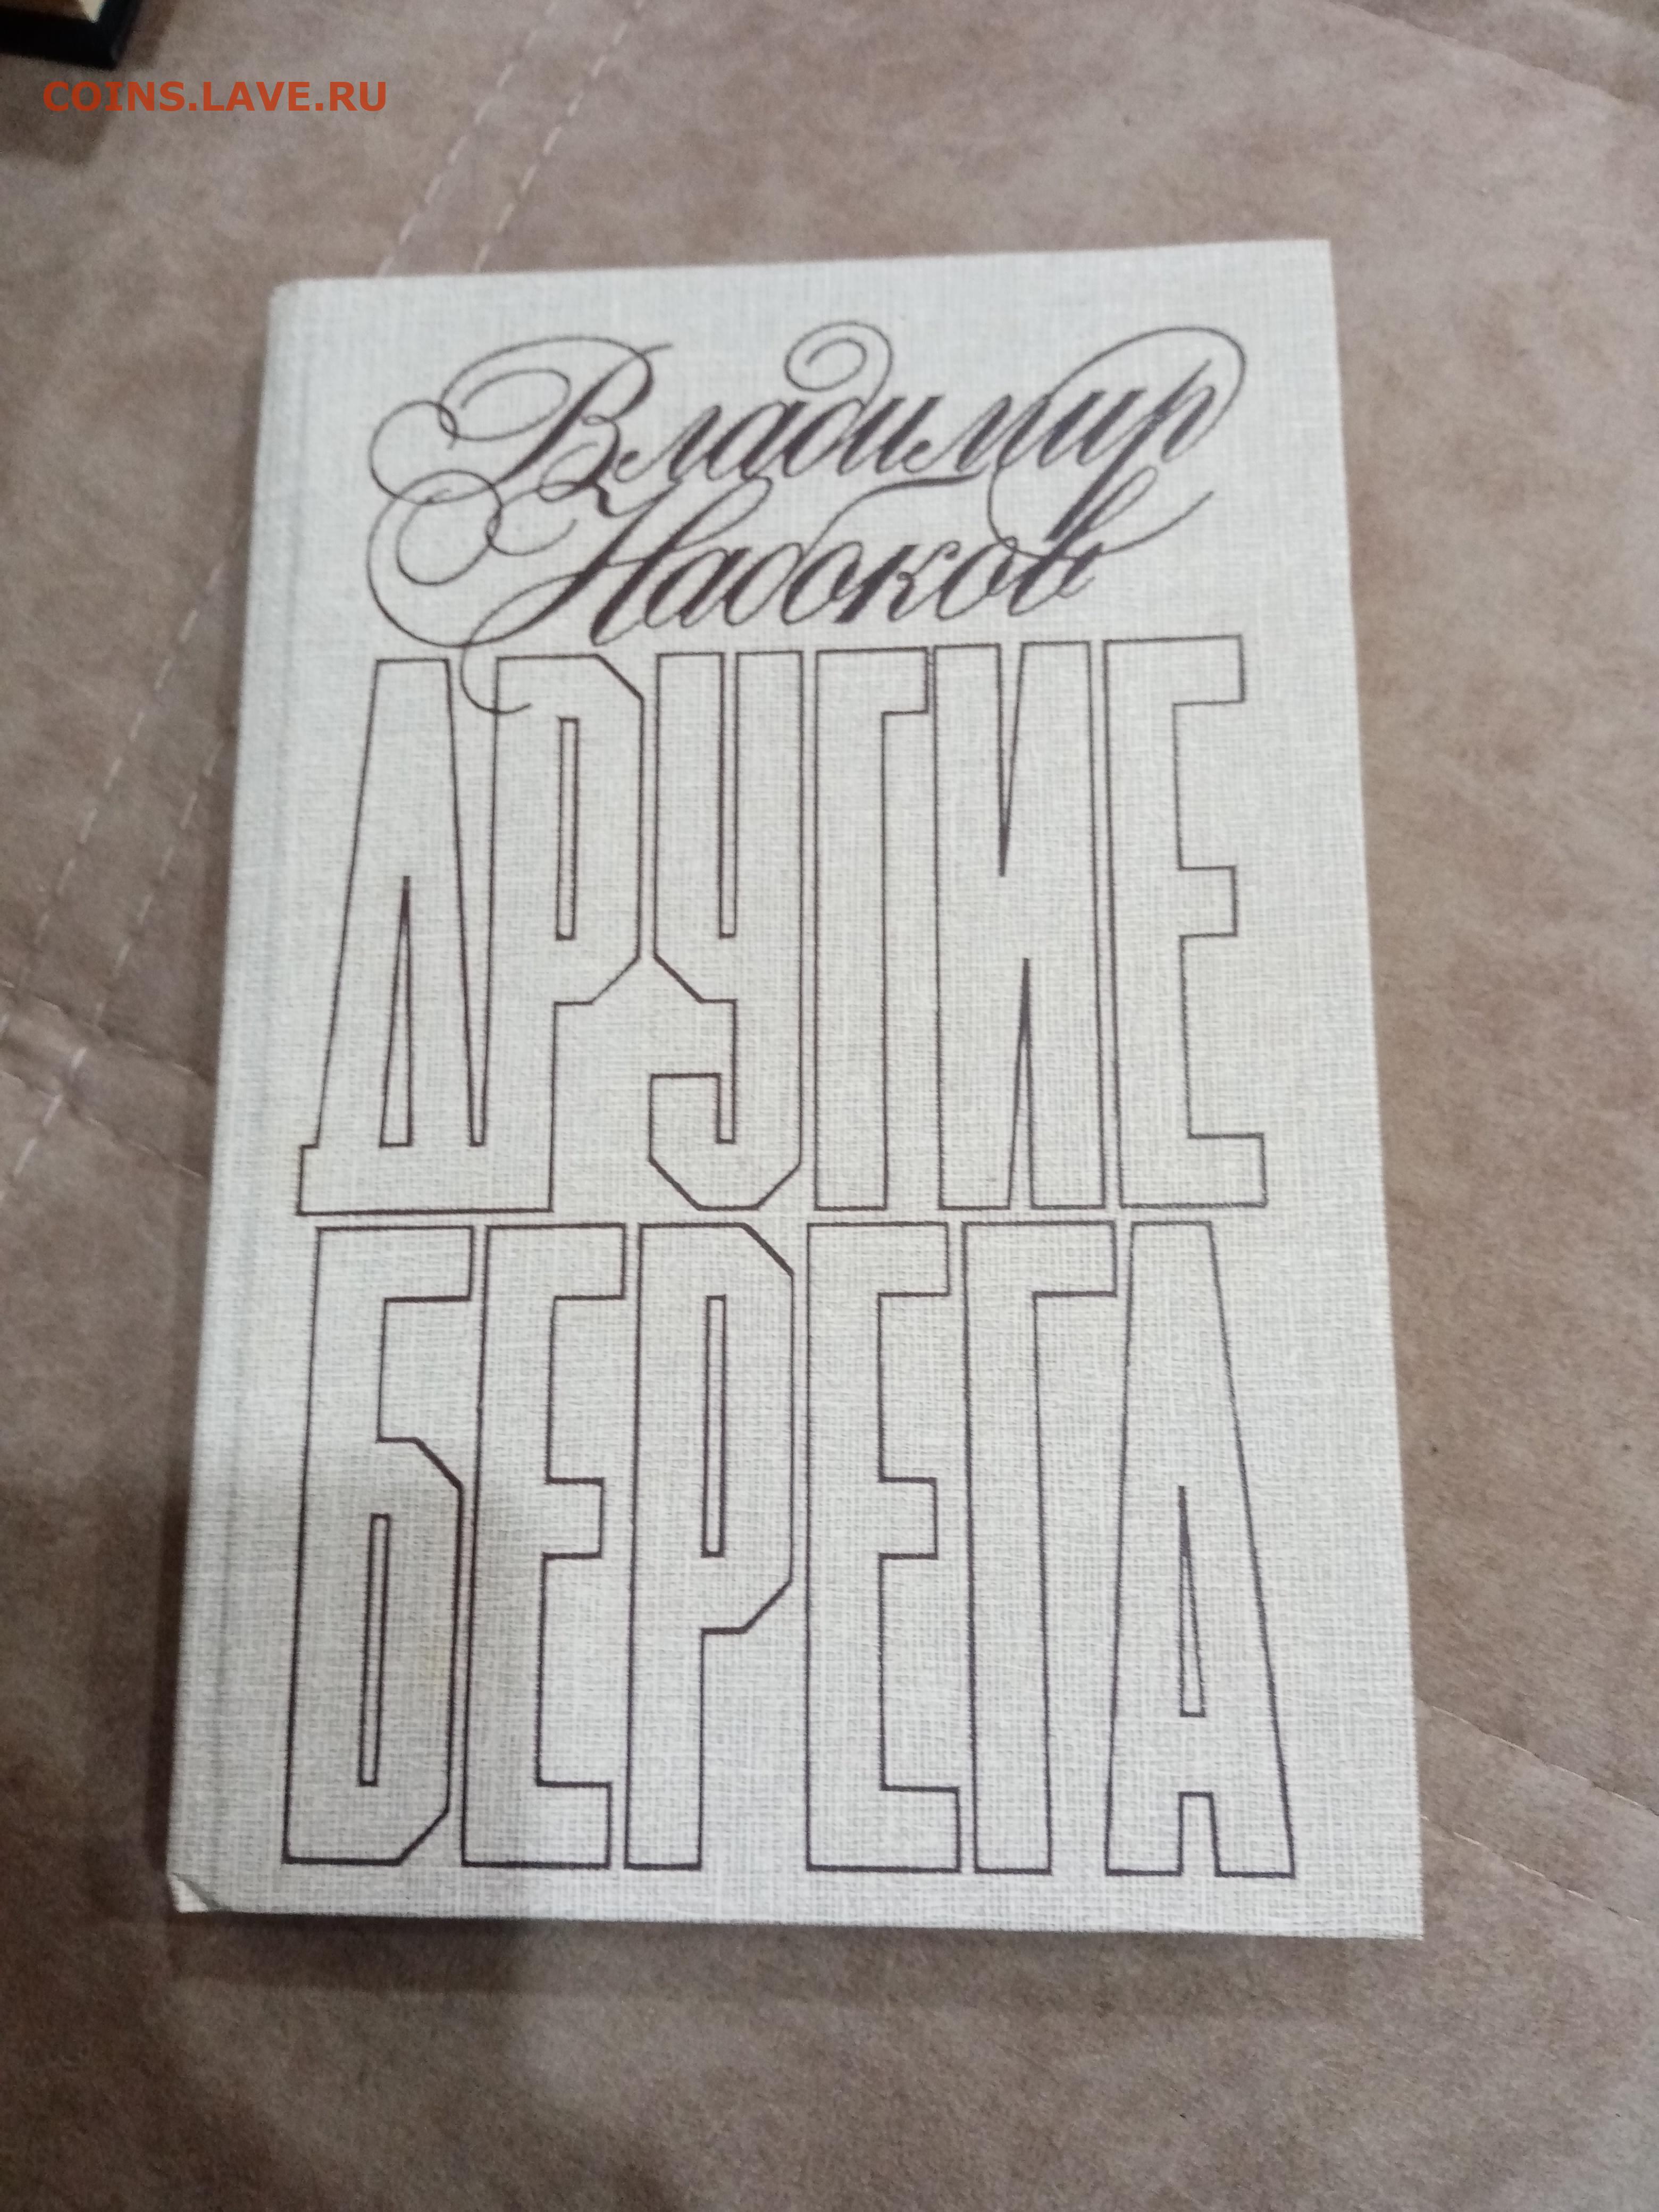 COINS.LAVE.RU
Владимир
Набоков
ДРУГИЕ
БЕРЕГА